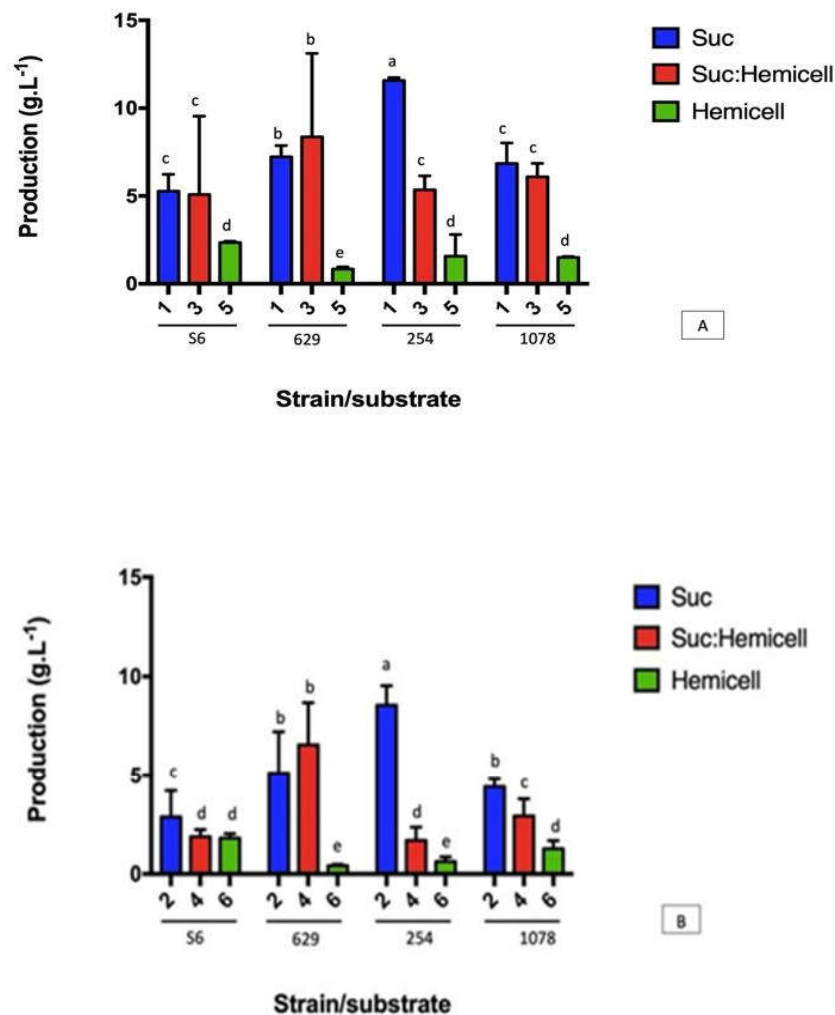 15
10
5
0
Production (g.L-1)
c
c
d
b
b
e
a
c
d
c
c
d
Suc
Suc:Hemicell
Hemicell
1 3 5 1 3 5 1 3 5 1 3 5
S6 629 254 1078
A
Strain/substrate
15
10
5
0
Production (g.L-1)
c
d
d
b
b
e
a
d
e
b
c
d
Suc
Suc:Hemicell
Hemicell
2 4 6 2 4 6 2 4 6 2 4 6
S6 629 254 1078
B
Strain/substrate